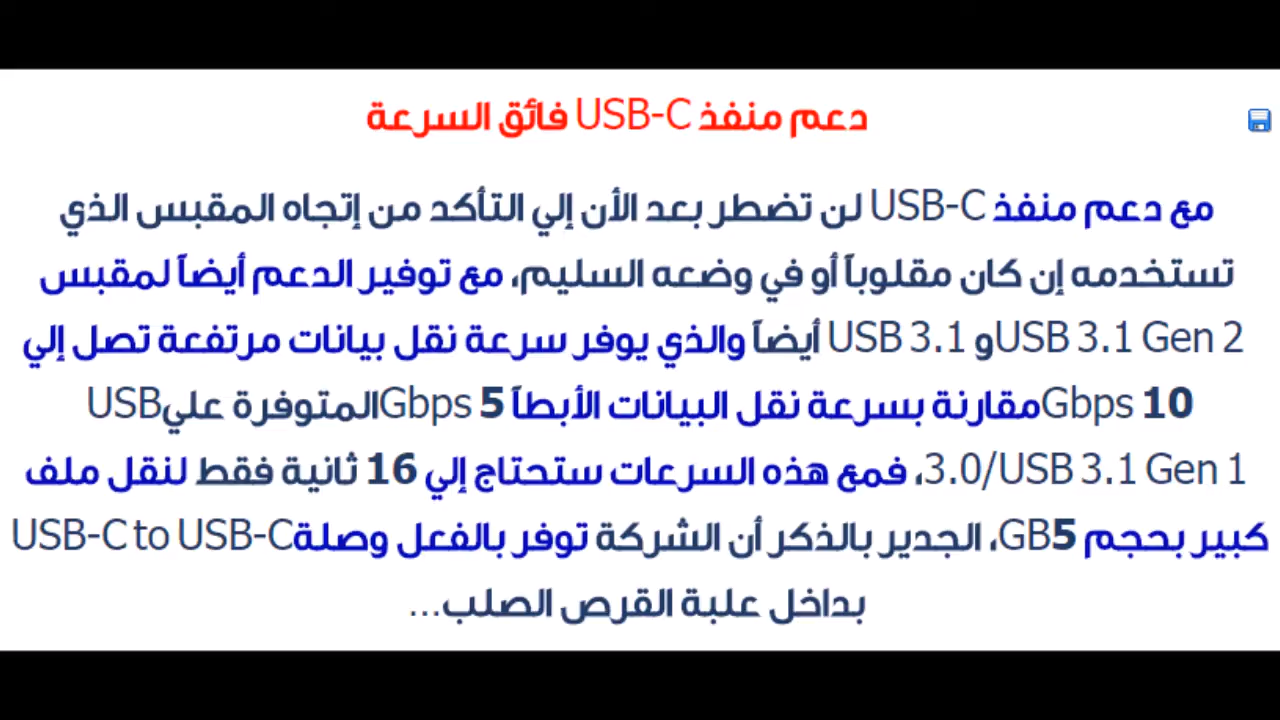 دعم منفذ USB-C فائق السرعة
مع دعم منفذ USB-C لن تضطر بعد الأن إلي التأكد من إتجاه المقبس الذي
تستخدمه إن كان مقلوباً أو في وضعه السليم، مع توفير الدعم أيضاً لمقبس
USB 3.1 Gen 2و USB 3.1 أيضاً والذي يوفر سرعة نقل بيانات مرتفعة تصل إلي
10 Gbpsمقارنة بسرعة نقل البيانات الأبطاً 5 Gbpsالمتوفرة عليUSB
3.0/USB 3.1 Gen 1، فمع هذه السرعات ستحتاج إلي 16 ثانية فقط لنقل ملف
كبير بحجم 5GB، الجدير بالذكر أن الشركة توفر بالفعل وصلةUSB-C to USB-C
بداخل علبة القرص الصلب...